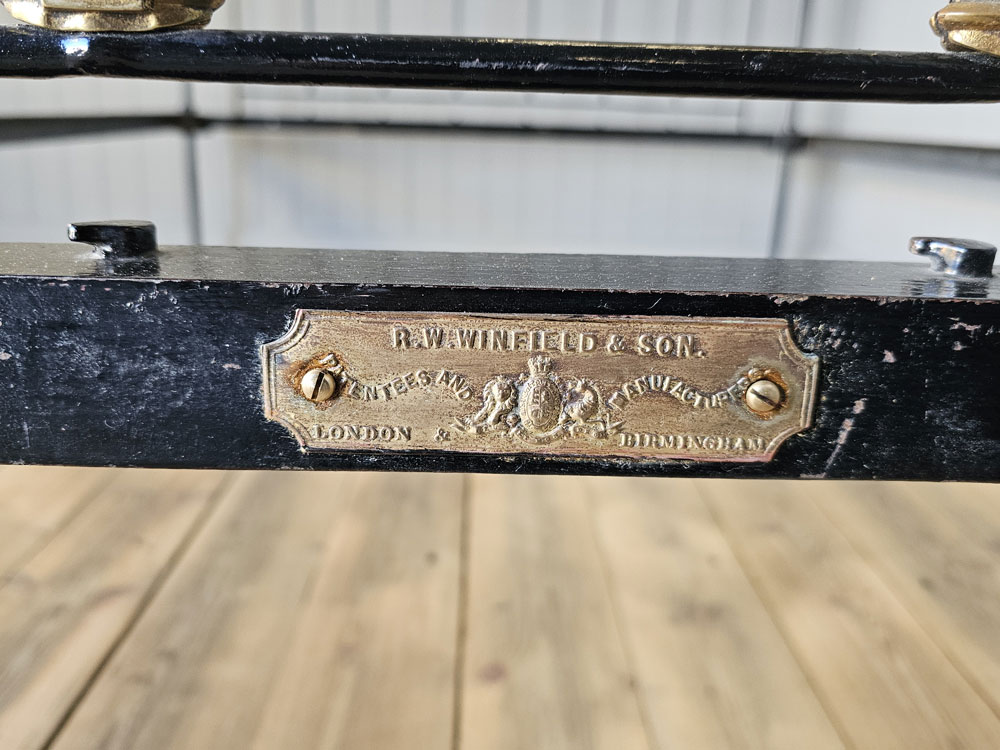 R.W. WINFIELD & SON.
PATENTEES AND MANUFACTURERS
LONDON & BIRMINGHAM